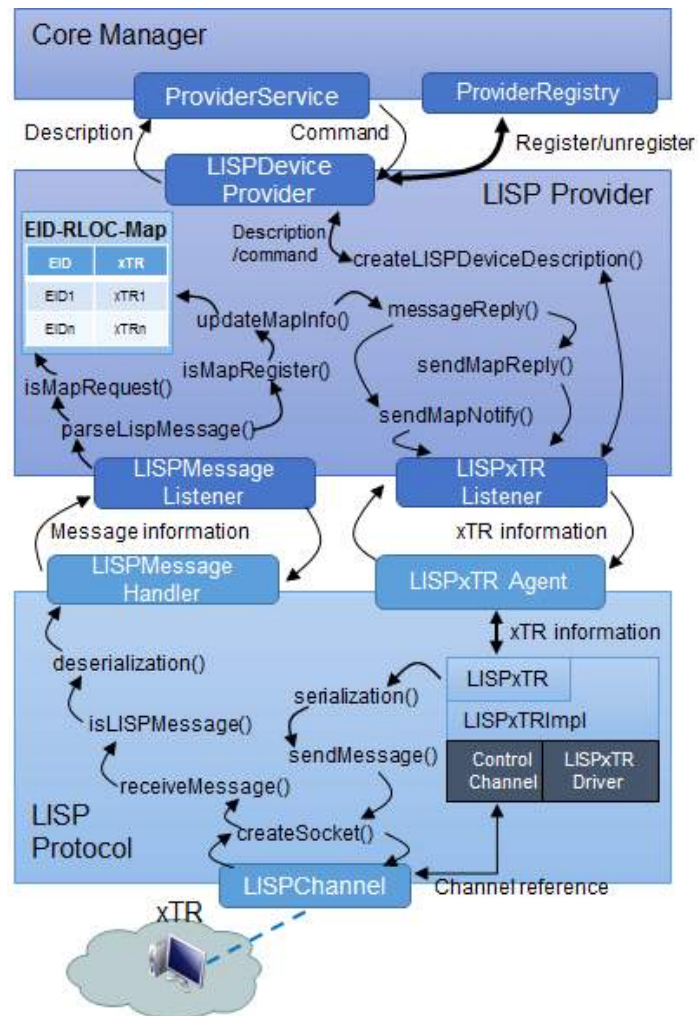 Core Manager
ProviderService
ProviderRegistry
Description
Command
Register/unregister
LISPDevice
Provider
LISP Provider
EID-RLOC-Map
EID
xTR
EID1
xTR1
EIDn
xTRn
Description
/command
createLISPDeviceDescription()
updateMapInfo()
messageReply()
isMapRegister()
sendMapReply()
isMapRequest()
sendMapNotify()
parseLispMessage()
LISPMessage
Listener
LISPxTR
Listener
Message information
xTR information
LISPMessage
Handler
LISPxTR Agent
xTR information
deserialization()
LISPxTR
serialization()
isLISPMessage()
LISPxTRImpl
sendMessage()
Control
Channel
LISPxTR
Driver
receiveMessage()
LISP
Protocol
createSocket()
LISPChannel
Channel reference
xTR